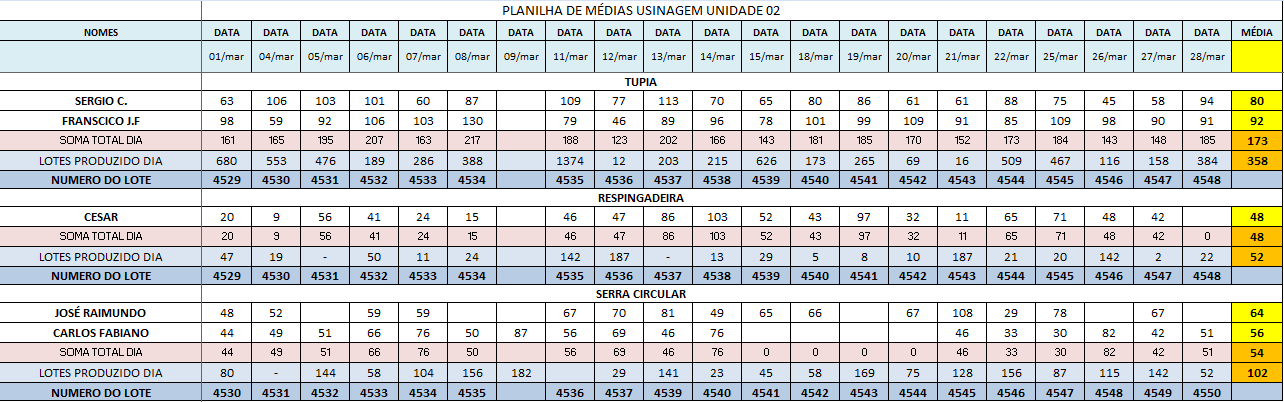 PLANILHA DE MÉDIAS USINAGEM UNIDADE 02
NOMES DATA DATA DATA DATA DATA DATA DATA DATA DATA DATA DATA DATA DATA DATA DATA DATA DATA DATA DATA DATA DATA MÉDIA
01/mar 04/mar 05/mar 06/mar 07/mar 08/mar 09/mar 11/mar 12/mar 13/mar 14/mar 15/mar 18/mar 19/mar 20/mar 21/mar 22/mar 25/mar 26/mar 27/mar 28/mar
TUPIA
SERGIO C. 63 106 103 101 60 87 109 77 113 70 65 80 86 61 61 88 75 45 58 94 80
FRANSCICO J.F 98 59 92 106 103 130 79 46 89 96 78 101 99 109 91 85 109 98 90 91 92
SOMA TOTAL DIA 161 165 195 207 163 217 188 123 202 166 143 181 185 170 152 173 184 143 148 185 173
LOTES PRODUZIDO DIA 680 553 476 189 286 388 1374 12 203 215 626 173 265 69 16 509 467 116 158 384 358
NUMERO DO LOTE 4529 4530 4531 4532 4533 4534 4535 4536 4537 4538 4539 4540 4541 4542 4543 4544 4545 4546 4547 4548
RESPINGADEIRA
CESAR 20 9 56 41 24 15 46 47 86 103 52 43 97 32 11 65 71 48 42 48
SOMA TOTAL DIA 20 9 56 41 24 15 46 47 86 103 52 43 97 32 11 65 71 48 42 0 48
LOTES PRODUZIDO DIA 47 19 - 50 11 24 142 187 - 13 29 5 8 10 187 21 20 142 2 22 52
NUMERO DO LOTE 4529 4530 4531 4532 4533 4534 4535 4536 4537 4538 4539 4540 4541 4542 4543 4544 4545 4546 4547 4548
SERRA CIRCULAR
JOSÉ RAIMUNDO 48 52 59 59 67 70 81 49 65 66 67 108 29 78 67 64
CARLOS FABIANO 44 49 51 66 76 50 87 56 69 46 76 46 33 30 82 42 51 56
SOMA TOTAL DIA 44 49 51 66 76 50 56 69 46 76 0 0 0 0 46 33 30 82 42 51 54
LOTES PRODUZIDO DIA 80 - 144 58 104 156 182 29 141 23 45 58 169 75 128 156 87 115 149 52 102
NUMERO DO LOTE 4530 4531 4532 4533 4534 4535 4536 4537 4539 4540 4541 4542 4543 4544 4545 4546 4547 4548 4549 4550